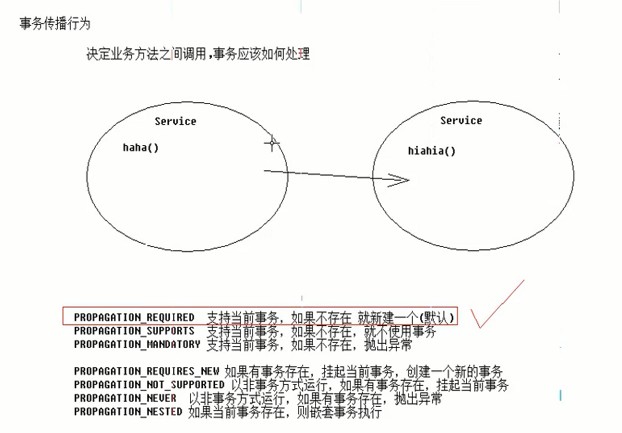 事务传播行为
决定业务方法之间调用,事务应该如何处理
Service
haha()
Service
hiahia()
PROPAGATION_REQUIRED 支持当前事务，如果不存在 就新建一个(默认)
PROPAGATION_SUPPORTS 支持当前事务，如果不存在，就不使用事务
PROPAGATION_MANDATORY 支持当前事务，如果不存在，抛出异常
PROPAGATION_REQUIRES_NEW 如果有事务存在，挂起当前事务，创建一个新的事务
PROPAGATION_NOT_SUPPORTED 以非事务方式运行，如果有事务存在，挂起当前事务
PROPAGATION_NEVER 以非事务方式运行，如果有事务存在，抛出异常
PROPAGATION_NESTED 如果当前事务存在，则嵌套事务执行